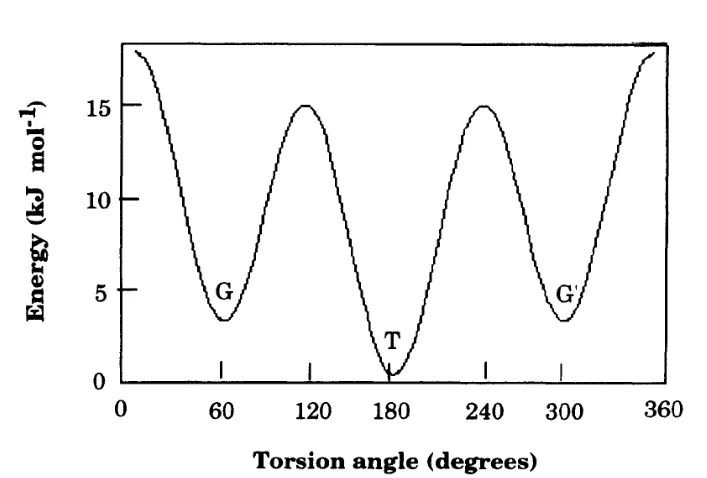 Energy (kJ mol-1)
15
10
5
0
G
T
G'
0 60 120 180 240 300 360
Torsion angle (degrees)